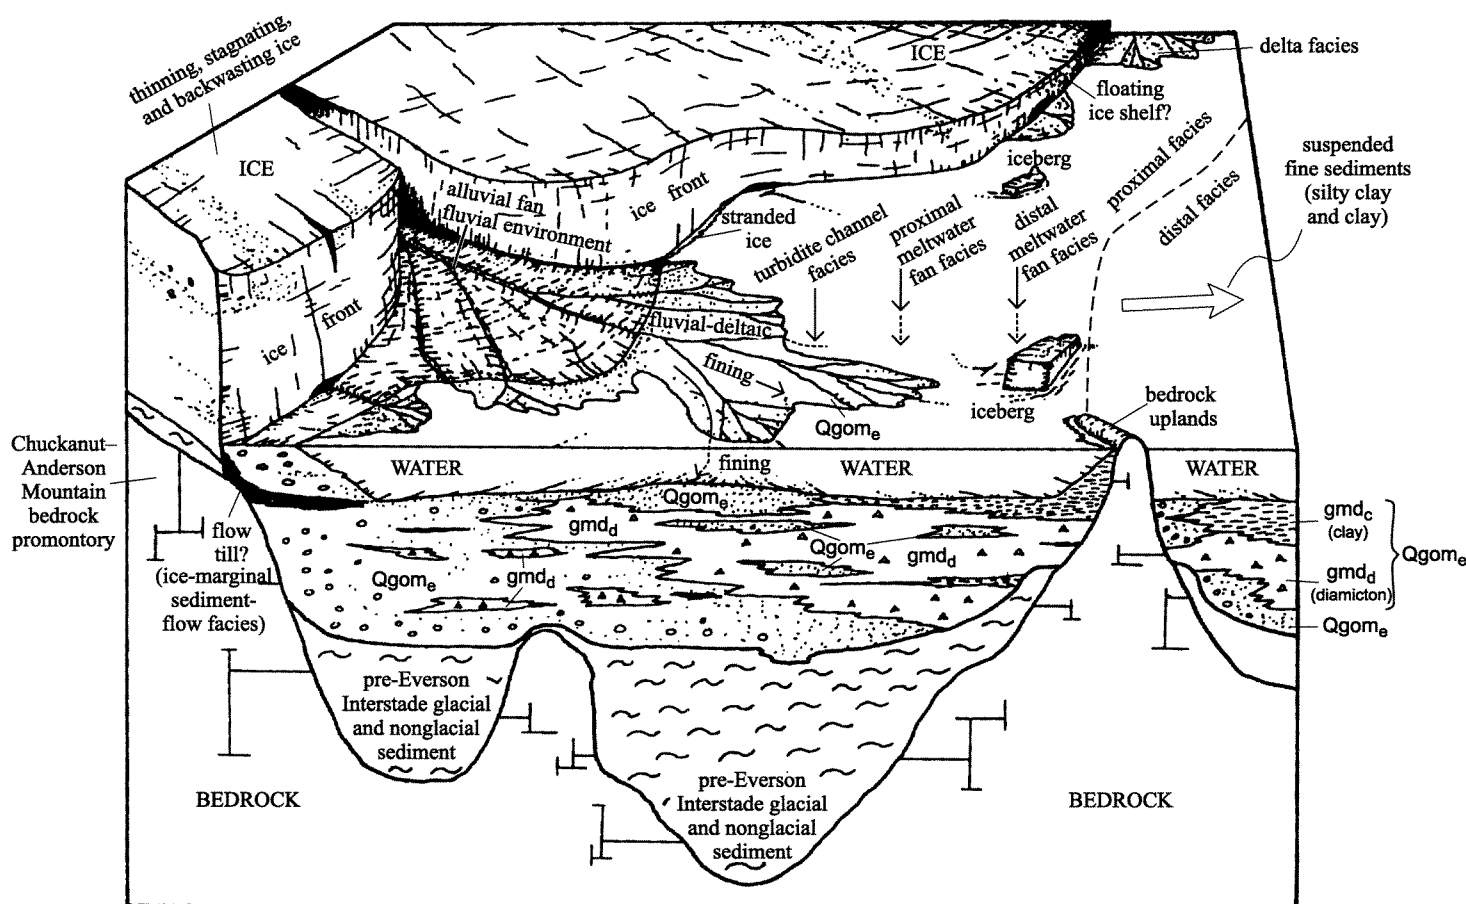 thinning, stagnating,
and backwasting ice
ICE
ICE
delta facies
floating
ice shelf?
iceberg
proximal facies
distal facies
suspended
fine sediments
(silty clay
and clay)
alluvial fan
fluvial environment
ice front
stranded
ice
turbidite channel
facies
proximal
meltwater
fan facies
distal
meltwater
fan facies
ice front
fluvial-deltaic
fining
Qgome
iceberg
bedrock
uplands
Chuckanut–
Anderson
Mountain
bedrock
promontory
WATER
fining
WATER
WATER
Qgome
gmdd
Qgome
gmdd
flow
till?
(ice-marginal
sediment-
flow facies)
Qgome
gmdd
gmdc
(clay)
Qgome
gmdd
(diamicton)
Qgome
pre-Everson
Interstade glacial
and nonglacial
sediment
pre-Everson
Interstade glacial
and nonglacial
sediment
BEDROCK
BEDROCK